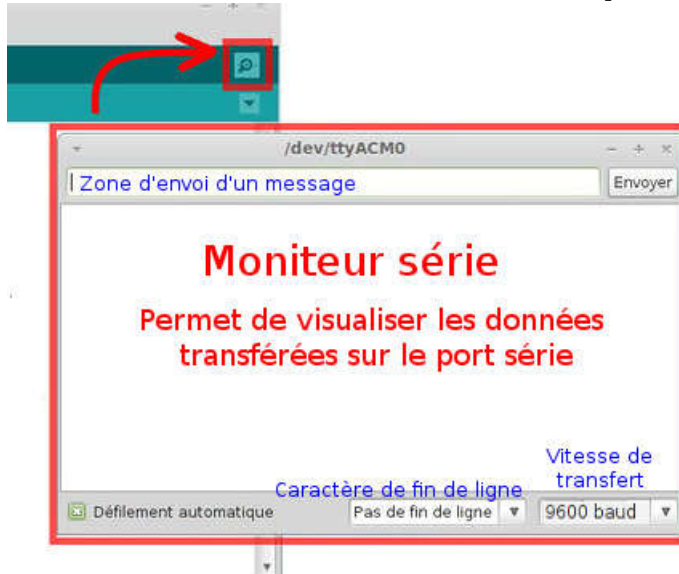 /dev/ttyACM0
Zone d'envoi d'un message
Envoyer
Moniteur série
Permet de visualiser les données
transférées sur le port série
Vitesse de
transfert
Caractère de fin de ligne
Défilement automatique
Pas de fin de ligne
9600 baud